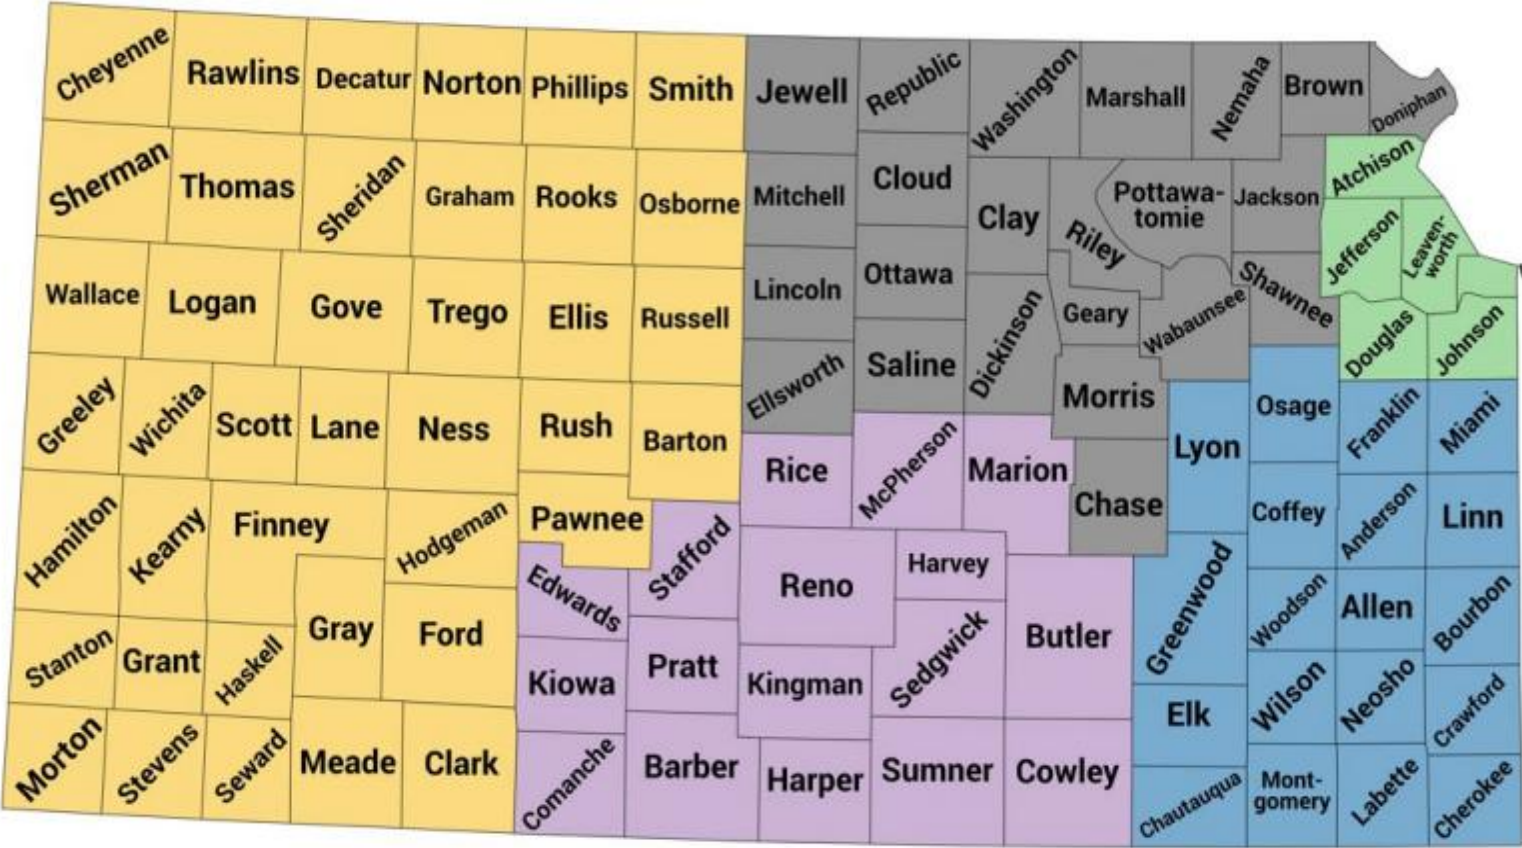 Cheyenne
Rawlins
Decatur
Norton
Phillips
Smith
Jewell
Republic
Washington
Marshall
Nemaha
Brown
Doniphan
Sherman
Thomas
Sheridan
Graham
Rooks
Osborne
Mitchell
Cloud
Clay
Riley
Pottawa-
tomie
Jackson
Atchison
Jefferson
Leaven-
worth
Wallace
Logan
Gove
Trego
Ellis
Russell
Lincoln
Ottawa
Saline
Dickinson
Geary
Wabaunsee
Shawnee
Douglas
Johnson
Greeley
Wichita
Scott
Lane
Ness
Rush
Barton
Ellsworth
Morris
Lyon
Osage
Franklin
Miami
Rice
McPherson
Marion
Chase
Coffey
Anderson
Linn
Hamilton
Kearny
Finney
Hodgeman
Pawnee
Stafford
Edwards
Reno
Harvey
Butler
Greenwood
Woodson
Allen
Bourbon
Stanton
Grant
Haskell
Gray
Ford
Kiowa
Pratt
Kingman
Sedgwick
Elk
Wilson
Neosho
Crawford
Morton
Stevens
Seward
Meade
Clark
Comanche
Barber
Harper
Sumner
Cowley
Chautauqua
Mont-
gomery
Labette
Cherokee